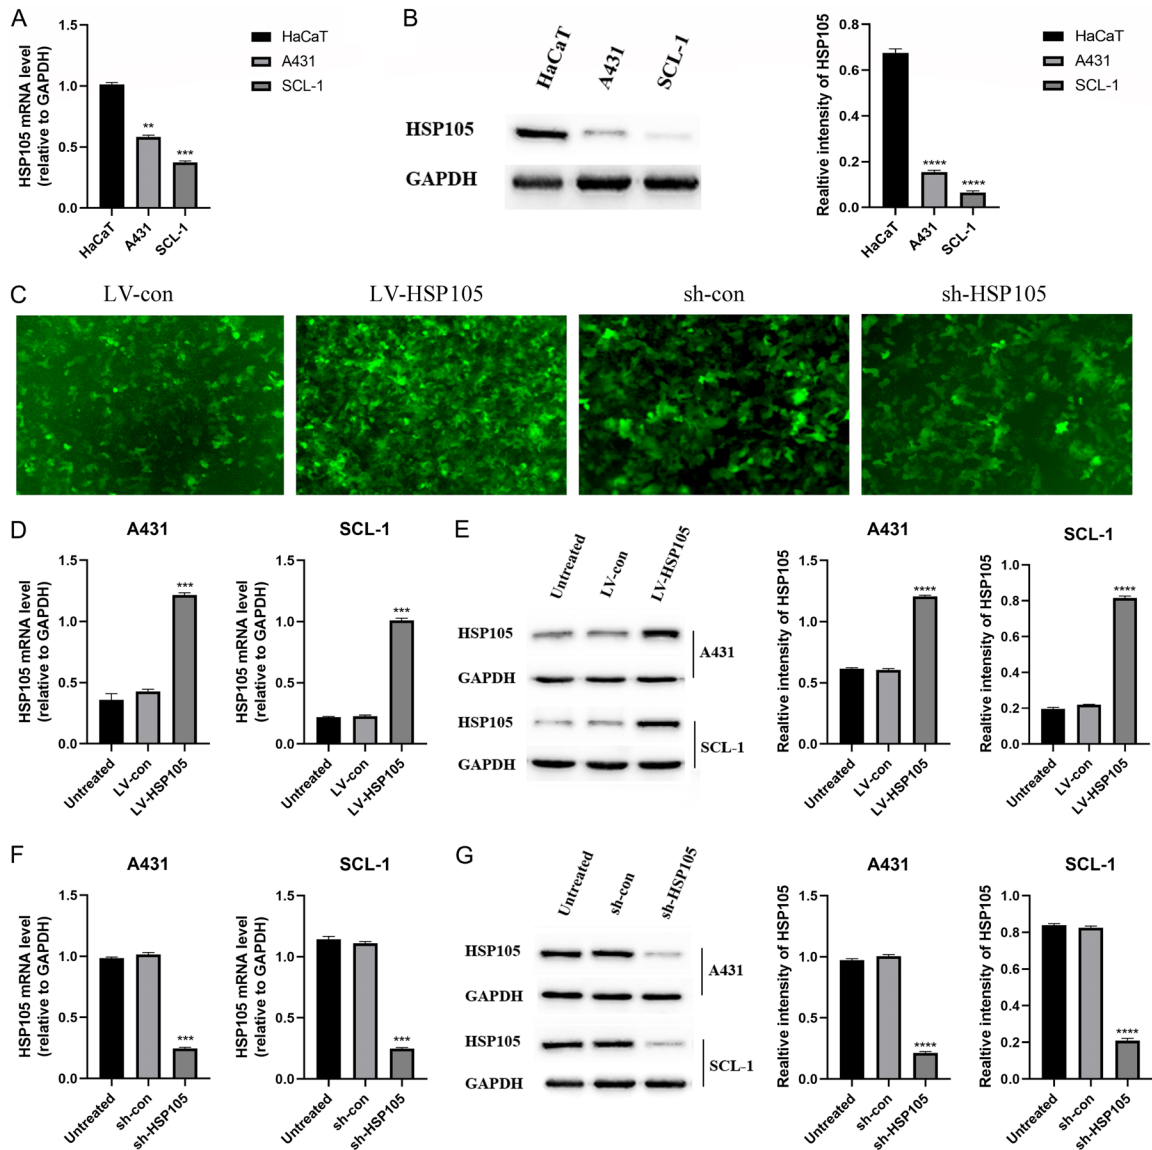 A
HSP105 mRNA level
(relative to GAPDH)
1.5
1.0
0.5
0.0
**
***
HaCaT
A431
SCL-1
HaCaT
A431
SCL-1
B
HaCaT
A431
SCL-1
HSP105
GAPDH
Realtive intensity of HSP105
0.8
0.6
0.4
0.2
0.0
****
****
HaCaT
A431
SCL-1
HaCaT
A431
SCL-1
C
LV-con
LV-HSP105
sh-con
sh-HSP105
D
A431
HSP105 mRNA level
(relative to GAPDH)
1.5
1.0
0.5
0.0
***
Untreated
LV-con
LV-HSP105
SCL-1
HSP105 mRNA level
(relative to GAPDH)
1.5
1.0
0.5
0.0
***
Untreated
LV-con
LV-HSP105
E
Untreated
LV-con
LV-HSP105
HSP105
GAPDH
A431
HSP105
GAPDH
SCL-1
A431
Realtive intensity of HSP105
1.5
1.0
0.5
0.0
****
Untreated
LV-con
LV-HSP105
SCL-1
Realtive intensity of HSP105
1.0
0.8
0.6
0.4
0.2
0.0
****
Untreated
LV-con
LV-HSP105
F
A431
HSP105 mRNA level
(relative to GAPDH)
1.5
1.0
0.5
0.0
***
Untreated
sh-con
sh-HSP105
SCL-1
HSP105 mRNA level
(relative to GAPDH)
1.5
1.0
0.5
0.0
***
Untreated
sh-con
sh-HSP105
G
Untreated
sh-con
sh-HSP105
HSP105
GAPDH
A431
HSP105
GAPDH
SCL-1
A431
Realtive intensity of HSP105
1.5
1.0
0.5
0.0
****
Untreated
sh-con
sh-HSP105
SCL-1
Realtive intensity of HSP105
1.0
0.8
0.6
0.4
0.2
0.0
****
Untreated
sh-con
sh-HSP105